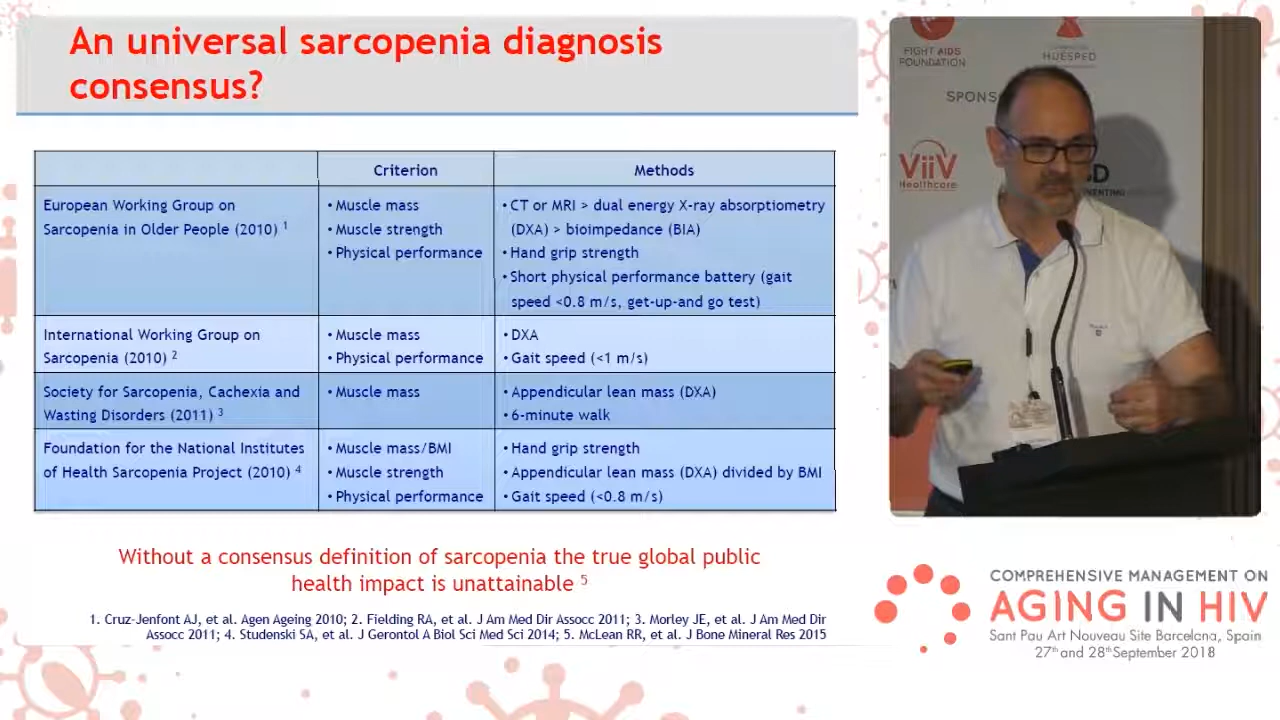 An universal sarcopenia diagnosis
consensus?
Criterion
Methods
European Working Group on
Sarcopenia in Older People (2010) 1
• Muscle mass
• Muscle strength
• Physical performance
• CT or MRI > dual energy X-ray absorptiometry
(DXA) > bioimpedance (BIA)
• Hand grip strength
• Short physical performance battery (gait
speed <0.8 m/s, get-up-and go test)
International Working Group on
Sarcopenia (2010) 2
• Muscle mass
• Physical performance
• DXA
• Gait speed (<1 m/s)
Society for Sarcopenia, Cachexia and
Wasting Disorders (2011) 3
• Muscle mass
• Appendicular lean mass (DXA)
• 6-minute walk
Foundation for the National Institutes
of Health Sarcopenia Project (2010) 4
• Muscle mass/BMI
• Muscle strength
• Physical performance
• Hand grip strength
• Appendicular lean mass (DXA) divided by BMI
• Gait speed (<0.8 m/s)
Without a consensus definition of sarcopenia the true global public
health impact is unattainable 5
1. Cruz-Jenfont AJ, et al. Agen Ageing 2010; 2. Fielding RA, et al. J Am Med Dir Assocc 2011; 3. Morley JE, et al. J Am Med Dir
Assocc 2011; 4. Studenski SA, et al. J Gerontol A Biol Sci Med Sci 2014; 5. McLean RR, et al. J Bone Mineral Res 2015
FIGHT AIDS
FOUNDATION
HUÉSPED
SPONS
ViiV
Healthcare
COMPREHENSIVE MANAGEMENT ON
AGING IN HIV
Sant Pau Art Nouveau Site Barcelona, Spain
27th and 28th September 2018